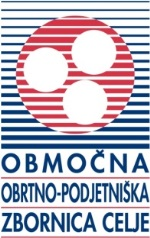 OBMOČNA
OBRTNO-PODJETNIŠKA
ZBORNICA CELJE